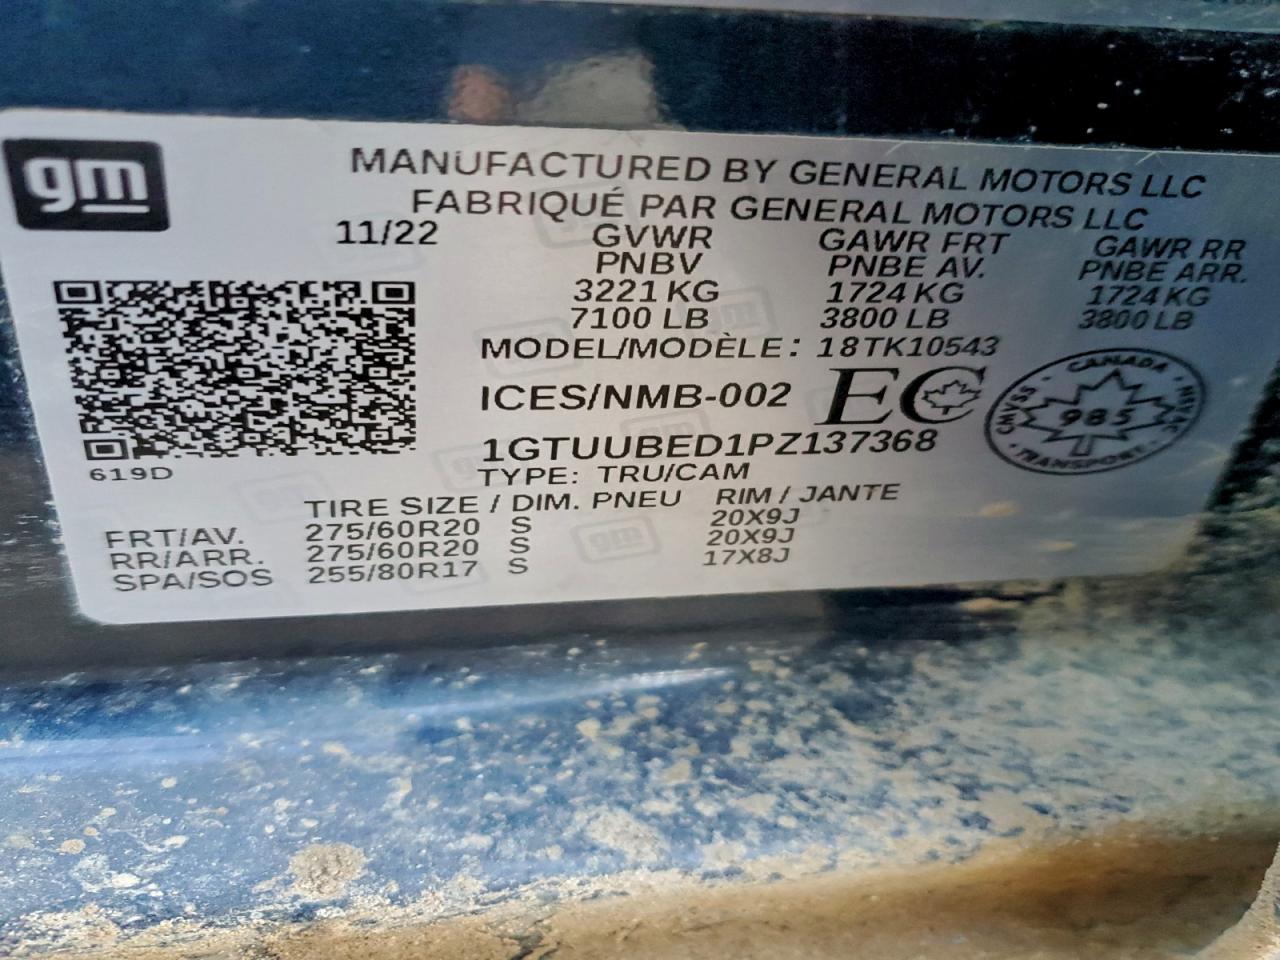 gm
MANUFACTURED BY GENERAL MOTORS LLC
FABRIQUÉ PAR GENERAL MOTORS LLC
11/22 GVWR GAWR FRT GAWR RR
PNBV PNBE AV. PNBE ARR.
3221 KG 1724 KG 1724 KG
7100 LB 3800 LB 3800 LB
MODEL/MODÈLE: 18TK10543
ICES/NMB-002 EC
CANADA
CMVSS 985 NSVAC
TRANSPORT
1GTUUBED1PZ137368
619D TYPE: TRU/CAM
TIRE SIZE / DIM. PNEU RIM / JANTE
FRT/AV. 275/60R20 S 20X9J
RR/ARR. 275/60R20 S 20X9J
SPA/SOS 255/80R17 S 17X8J